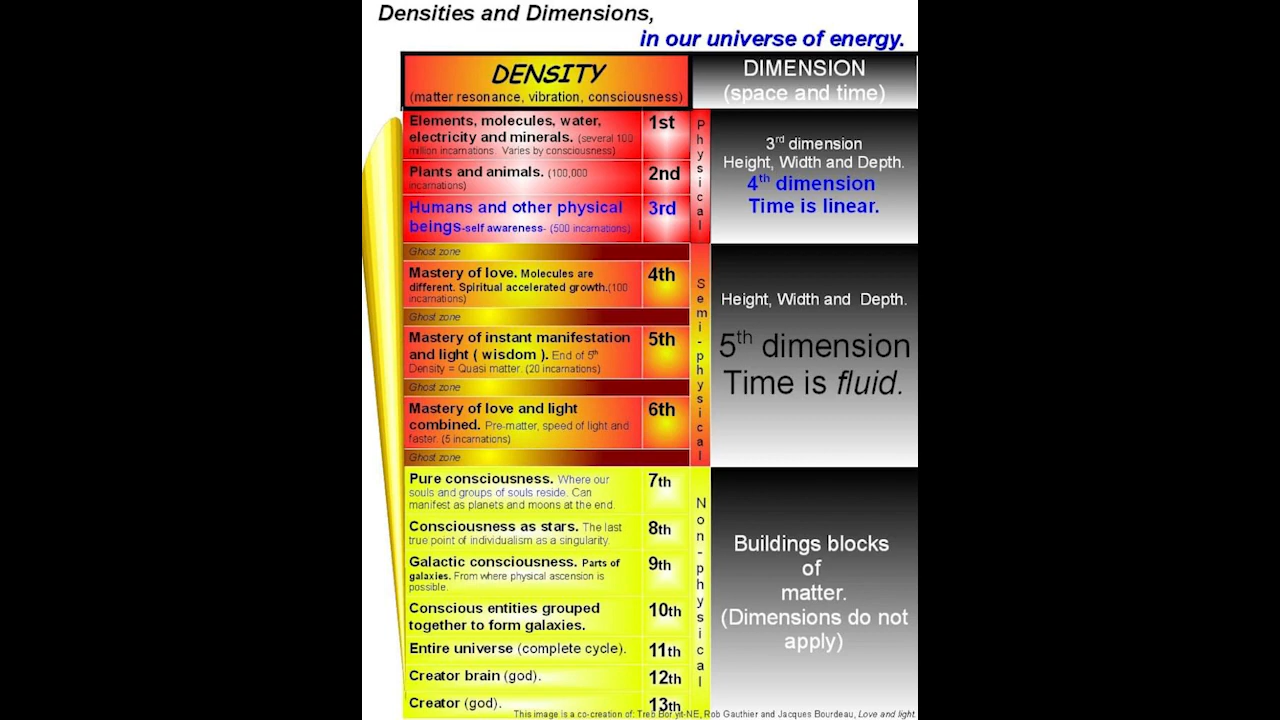 Densities and Dimensions,
in our universe of energy.
DENSITY
(matter resonance, vibration, consciousness)
DIMENSION
(space and time)
Elements, molecules, water,
electricity and minerals. (several 100
million incarnations. Varies by consciousness)
1st
Plants and animals. (100,000
incarnations)
2nd
Humans and other physical
beings-self awareness- (500 incarnations)
3rd
Physical
3rd dimension
Height, Width and Depth.
4th dimension
Time is linear.
Ghost zone
Mastery of love. Molecules are
different. Spiritual accelerated growth.(100
incarnations)
4th
Ghost zone
Mastery of instant manifestation
and light ( wisdom ). End of 5th
Density = Quasi matter. (20 incarnations)
5th
Ghost zone
Mastery of love and light
combined. Pre-matter, speed of light and
faster. (5 incarnations)
6th
Ghost zone
Semi-physical
Height, Width and Depth.
5th dimension
Time is fluid.
Pure consciousness. Where our
souls and groups of souls reside. Can
manifest as planets and moons at the end.
7th
Consciousness as stars. The last
true point of individualism as a singularity.
8th
Galactic consciousness. Parts of
galaxies. From where physical ascension is
possible.
9th
Conscious entities grouped
together to form galaxies.
10th
Entire universe (complete cycle).
11th
Creator brain (god).
12th
Creator (god).
13th
Non-physical
Buildings blocks
of
matter.
(Dimensions do not
apply)
This image is a co-creation of: Treb Bor yit-NE, Rob Gauthier and Jacques Bourdeau, Love and light.